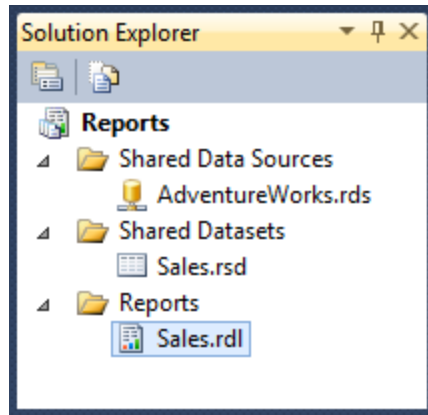 Solution Explorer
Reports
Shared Data Sources
AdventureWorks.rds
Shared Datasets
Sales.rsd
Reports
Sales.rdl